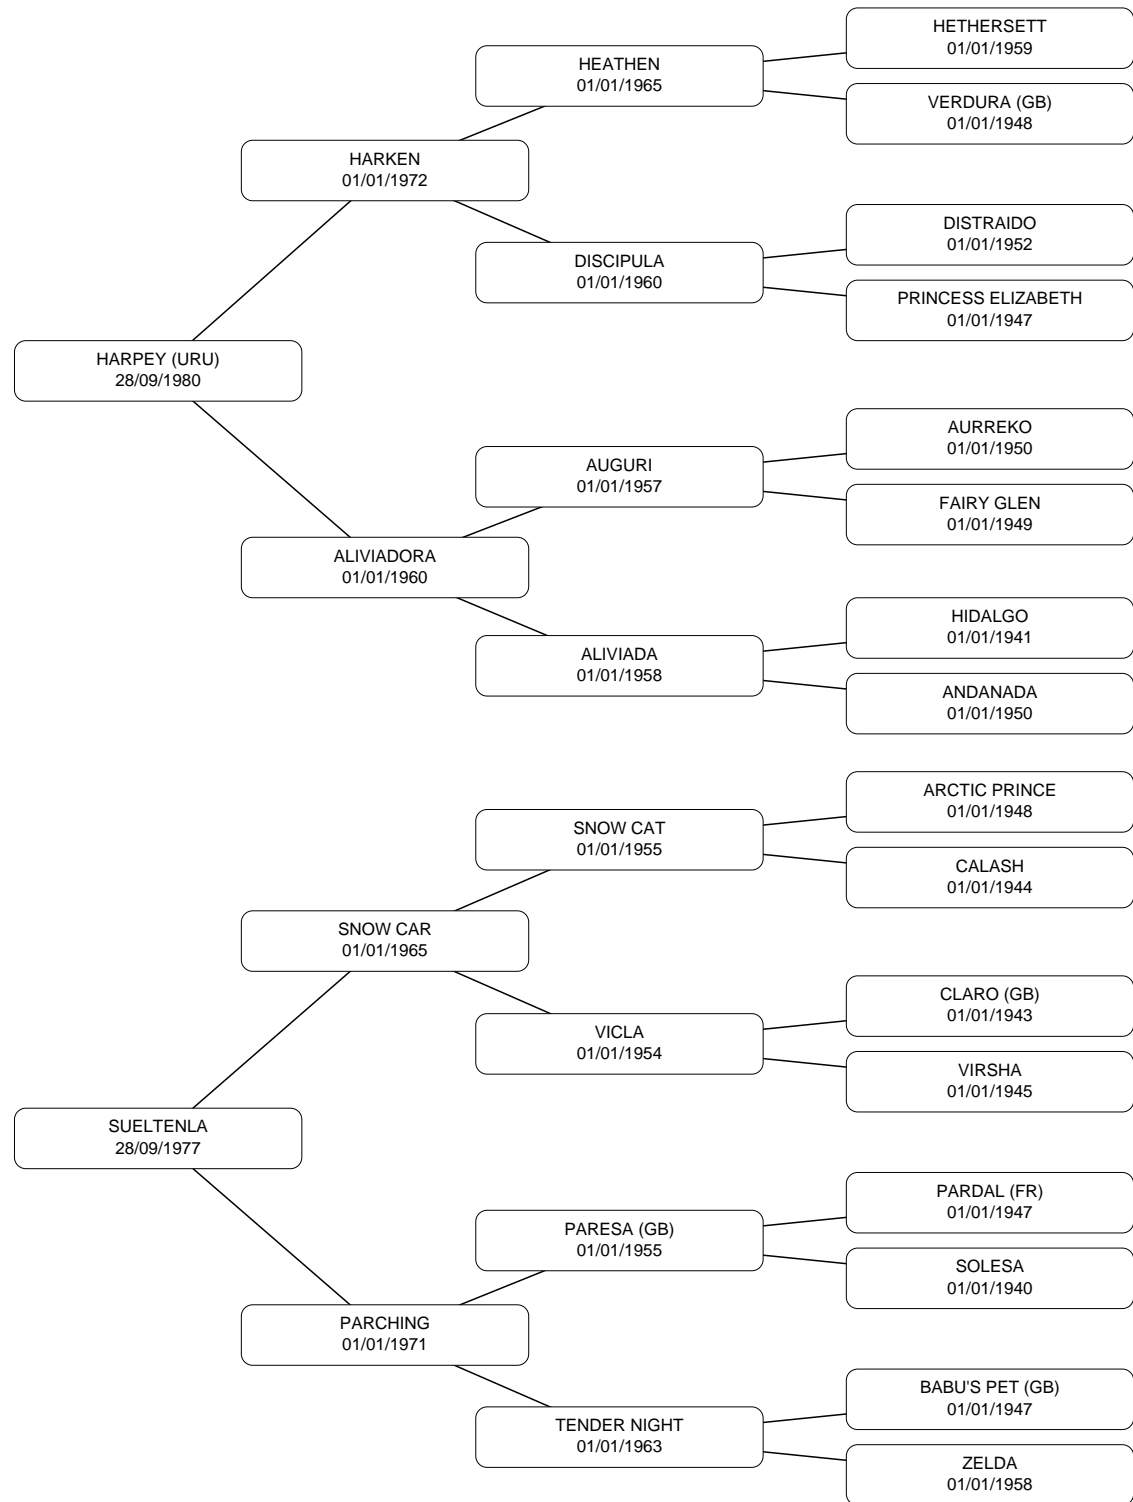 HETHERSETT
01/01/1959
HEATHEN
01/01/1965
VERDURA (GB)
01/01/1948
HARKEN
01/01/1972
DISTRAIDO
01/01/1952
DISCIPULA
01/01/1960
PRINCESS ELIZABETH
01/01/1947
HARPEY (URU)
28/09/1980
AURREKO
01/01/1950
AUGURI
01/01/1957
FAIRY GLEN
01/01/1949
ALIVIADORA
01/01/1960
HIDALGO
01/01/1941
ALIVIADA
01/01/1958
ANDANADA
01/01/1950
ARCTIC PRINCE
01/01/1948
SNOW CAT
01/01/1955
CALASH
01/01/1944
SNOW CAR
01/01/1965
CLARO (GB)
01/01/1943
VICLA
01/01/1954
VIRSHA
01/01/1945
SUELTENLA
28/09/1977
PARDAL (FR)
01/01/1947
PARESA (GB)
01/01/1955
SOLESA
01/01/1940
PARCHING
01/01/1971
BABU'S PET (GB)
01/01/1947
TENDER NIGHT
01/01/1963
ZELDA
01/01/1958